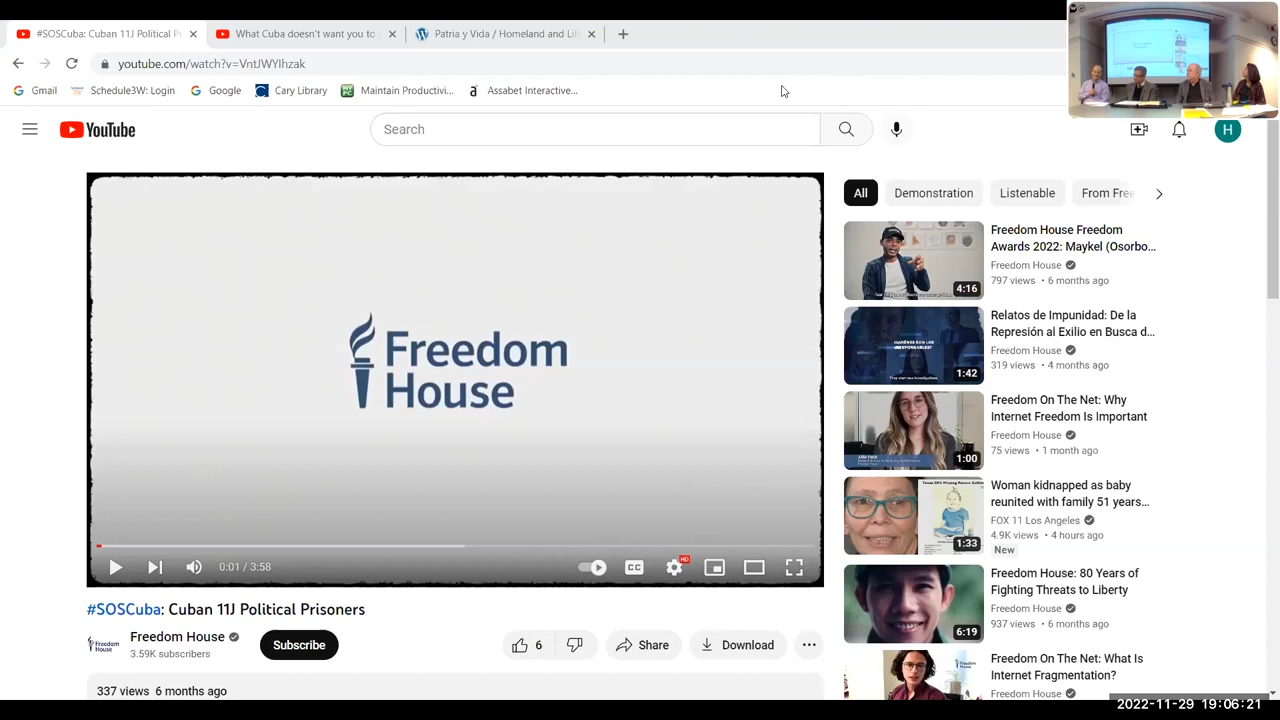 #SOSCuba: Cuban 11J Political P
What Cuba doesn't want you to
Patria y Vida / Homeland and Lif
youtube.com/watch?v=VntJWYlhzak
Gmail
Schedule3W: Login
Google
Cary Library
Maintain Productivi...
Assabet Interactive...
YouTube
Search
H
Freedom
House
0:01 / 3:58
CC
HD
#SOSCuba: Cuban 11J Political Prisoners
Freedom House
3.59K subscribers
Subscribe
6
Share
Download
337 views 6 months ago
All
Demonstration
Listenable
From Free
Freedom House Freedom
Awards 2022: Maykel (Osorbo...
Freedom House
797 views • 6 months ago
4:16
Relatos de Impunidad: De la
Represión al Exilio en Busca d...
Freedom House
319 views • 4 months ago
1:42
Freedom On The Net: Why
Internet Freedom Is Important
Freedom House
75 views • 1 month ago
1:00
Woman kidnapped as baby
reunited with family 51 years...
FOX 11 Los Angeles
4.9K views • 4 hours ago
New
1:33
Freedom House: 80 Years of
Fighting Threats to Liberty
Freedom House
937 views • 6 months ago
6:19
Freedom On The Net: What Is
Internet Fragmentation?
Freedom House
2022-11-29 19:06:21